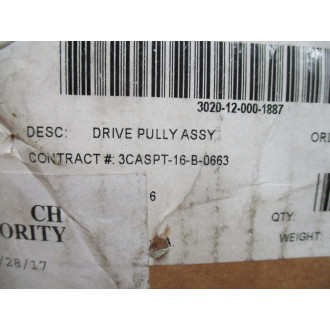 3020-12-000-1887
DESC: DRIVE PULLY ASSY
CONTRACT #: 3CASPT-16-B-0663
6
CH
ORITY
/28/17
QTY:
WEIGHT: